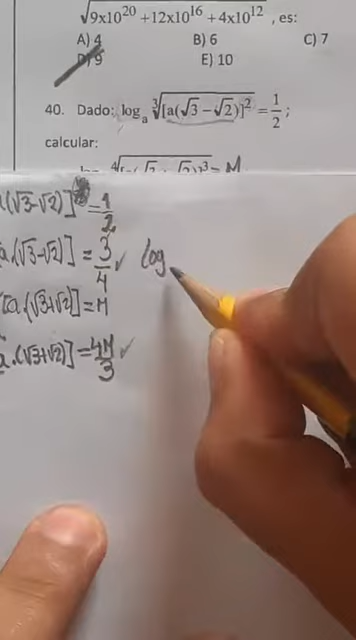 √9x10²⁰ +12x10¹⁶ +4x10¹² , es:
A) 4 B) 6 C) 7
D) 9 E) 10
40. Dado: logₐ ∛[a(√3−√2)]² = 1/2 ;
calcular:
(√3-√2)] = 1/2
(√3-√2)] = 3/4 ✓ log
a.(√3+√2)] = M
a.(√3+√2)] = 4M/3 ✓